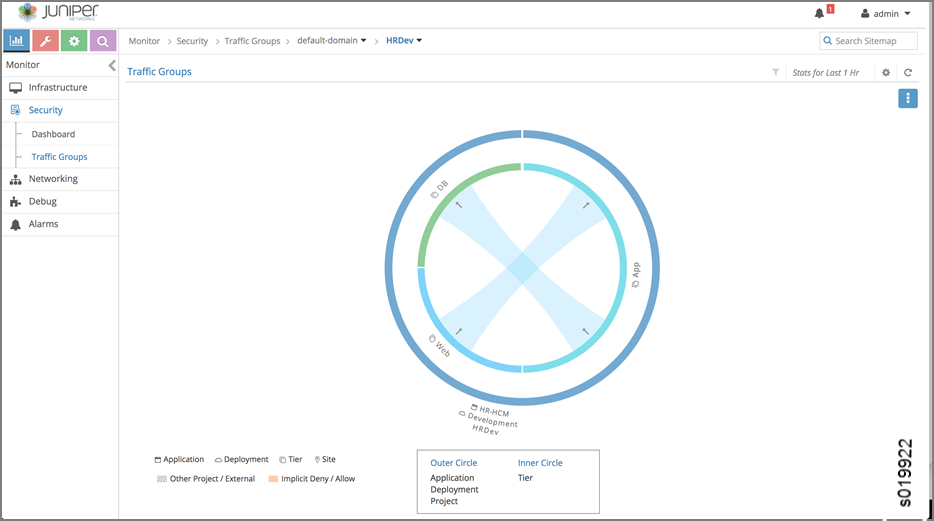 JUNIPER
NETWORKS
1
admin
Monitor > Security > Traffic Groups > default-domain > HRDev
Search Sitemap
Monitor
Infrastructure
Security
Dashboard
Traffic Groups
Networking
Debug
Alarms
Traffic Groups
Stats for Last 1 Hr
DB
App
Web
HR-HCM
Development
HRDev
Application Deployment Tier Site
Other Project / External Implicit Deny / Allow
Outer Circle Inner Circle
Application Tier
Deployment
Project
s019922